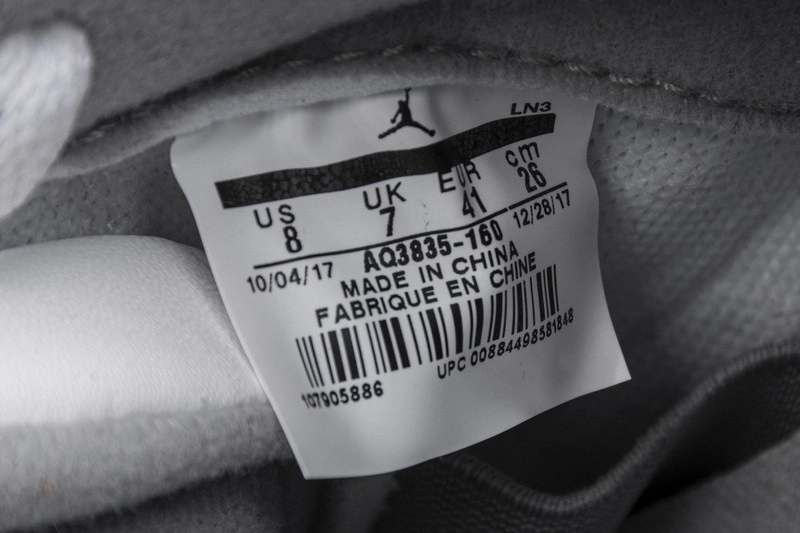 LN3
US UK EUR cm
8 7 41 26
10/04/17 AQ3835-160 12/28/17
MADE IN CHINA
FABRIQUE EN CHINE
107905886 UPC 00884498581848